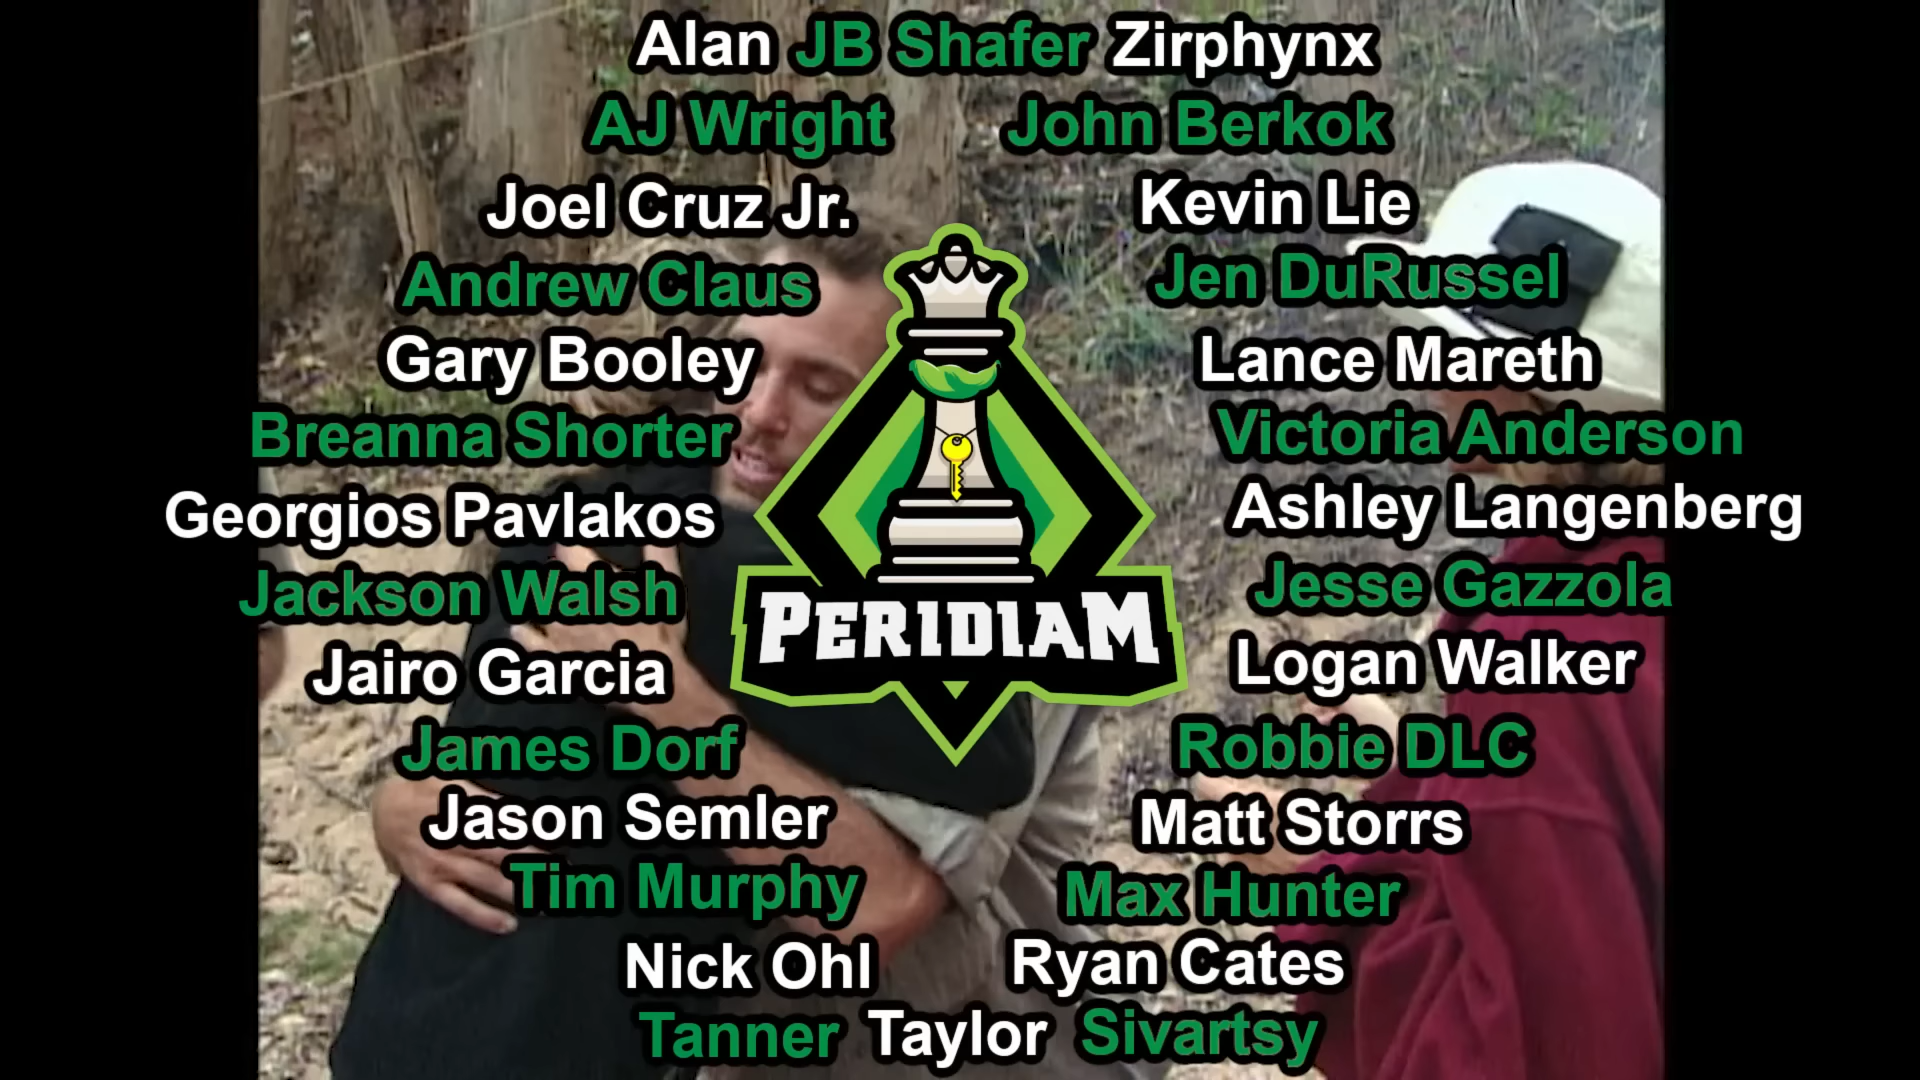 Alan JB Shafer Zirphynx
AJ Wright John Berkok
Joel Cruz Jr. Kevin Lie
Andrew Claus Jen DuRussel
Gary Booley Lance Mareth
Breanna Shorter Victoria Anderson
Georgios Pavlakos Ashley Langenberg
Jackson Walsh Jesse Gazzola
PERIDIAM
Jairo Garcia Logan Walker
James Dorf Robbie DLC
Jason Semler Matt Storrs
Tim Murphy Max Hunter
Nick Ohl Ryan Cates
Tanner Taylor Sivartsy